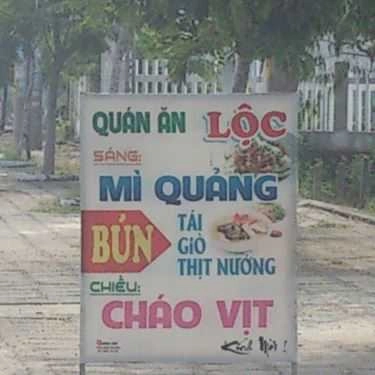 QUÁN ĂN LỘC
SÁNG:
MÌ QUẢNG
BÚN
TÁI
GIÒ
THỊT NƯỚNG
CHIỀU:
CHÁO VỊT
Kính Mời !